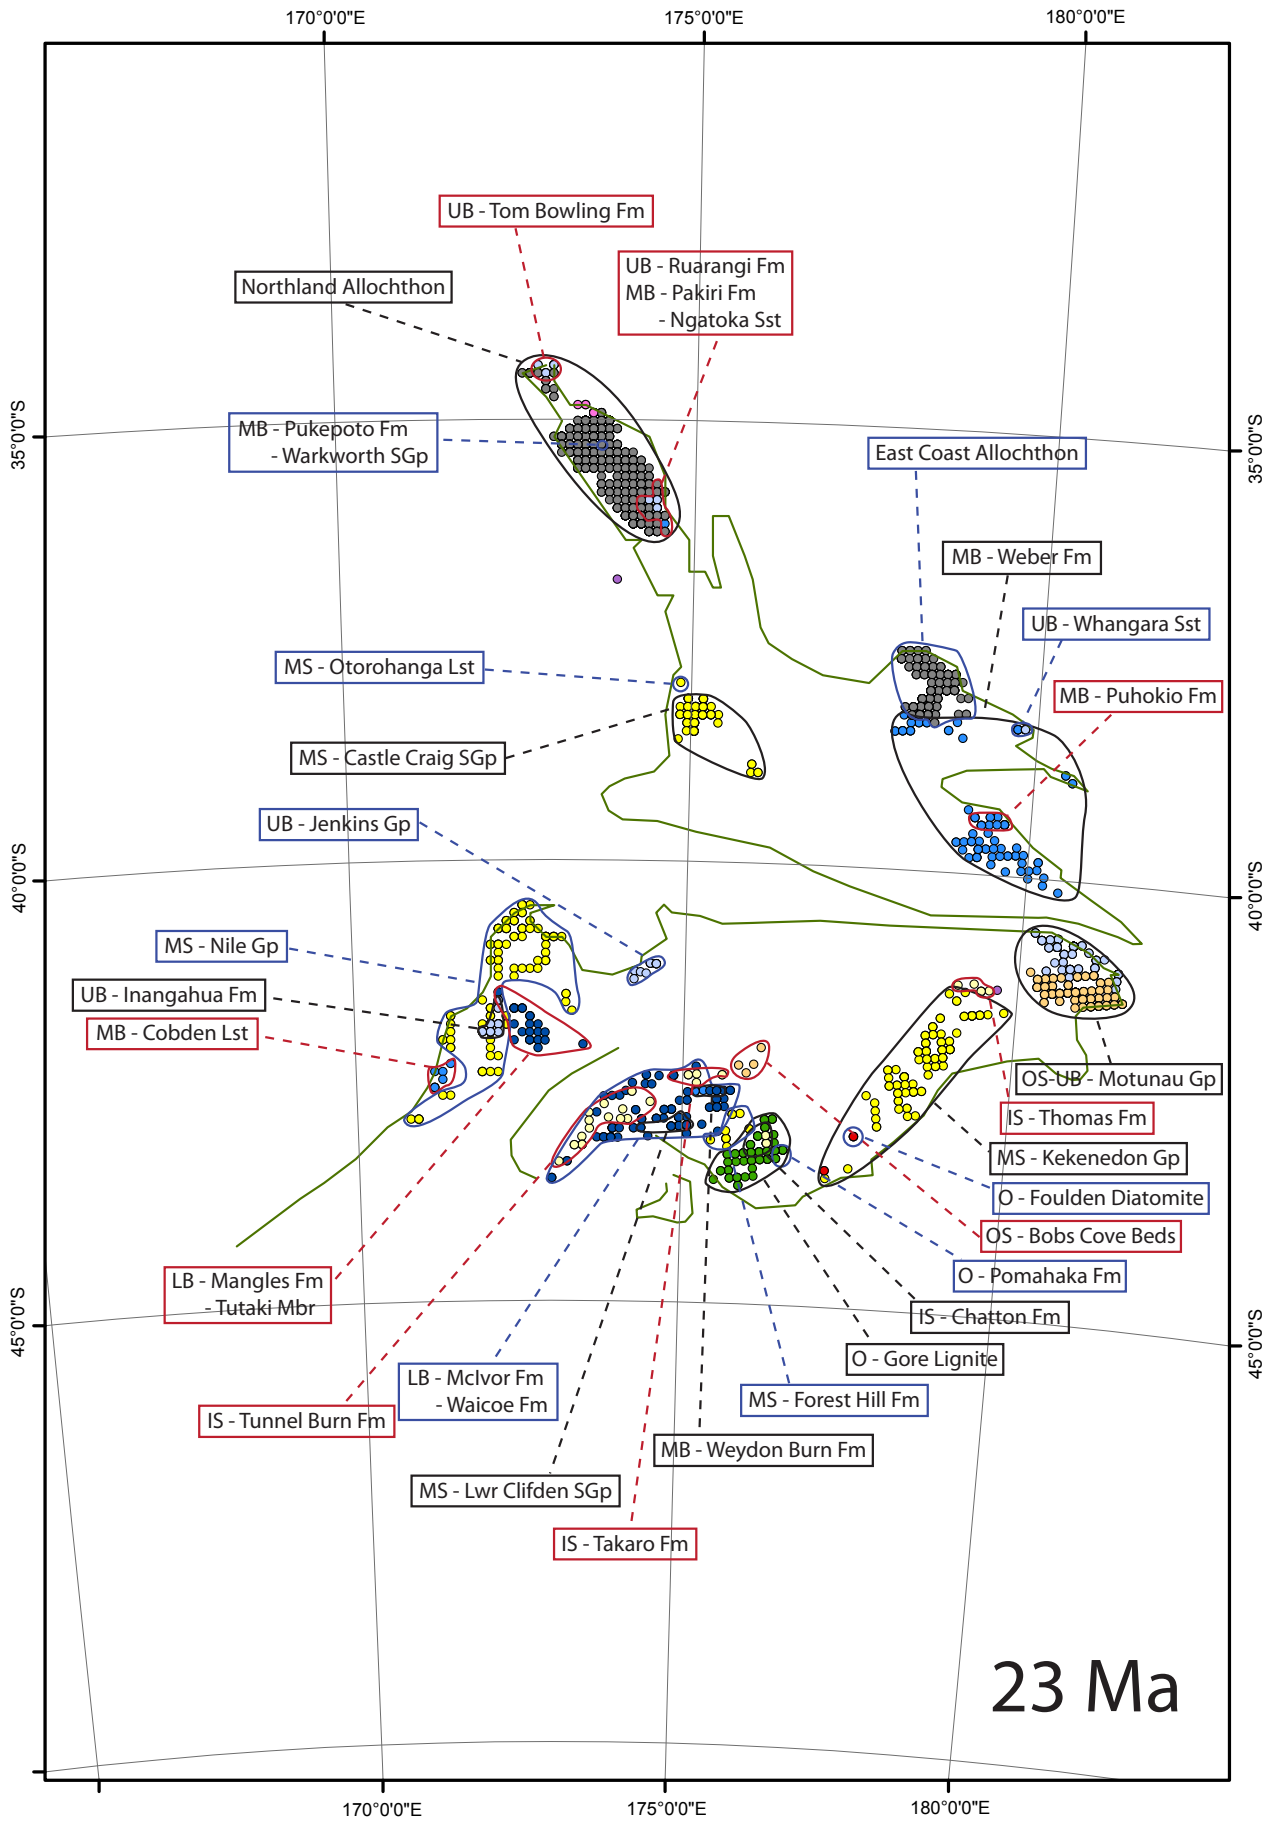 170°0'0"E
175°0'0"E
180°0'0"E
UB - Tom Bowling Fm
UB - Ruarangi Fm
MB - Pakiri Fm
- Ngatoka Sst
Northland Allochthon
35°0'0"S
35°0'0"S
MB - Pukepoto Fm
- Warkworth SGp
East Coast Allochthon
MB - Weber Fm
UB - Whangara Sst
MS - Otorohanga Lst
MB - Puhokio Fm
MS - Castle Craig SGp
UB - Jenkins Gp
40°0'0"S
40°0'0"S
MS - Nile Gp
UB - Inangahua Fm
MB - Cobden Lst
OS-UB - Motunau Gp
IS - Thomas Fm
MS - Kekenedon Gp
O - Foulden Diatomite
OS - Bobs Cove Beds
LB - Mangles Fm
- Tutaki Mbr
O - Pomahaka Fm
IS - Chatton Fm
45°0'0"S
45°0'0"S
O - Gore Lignite
LB - McIvor Fm
- Waicoe Fm
MS - Forest Hill Fm
IS - Tunnel Burn Fm
MB - Weydon Burn Fm
MS - Lwr Clifden SGp
IS - Takaro Fm
23 Ma
170°0'0"E
175°0'0"E
180°0'0"E